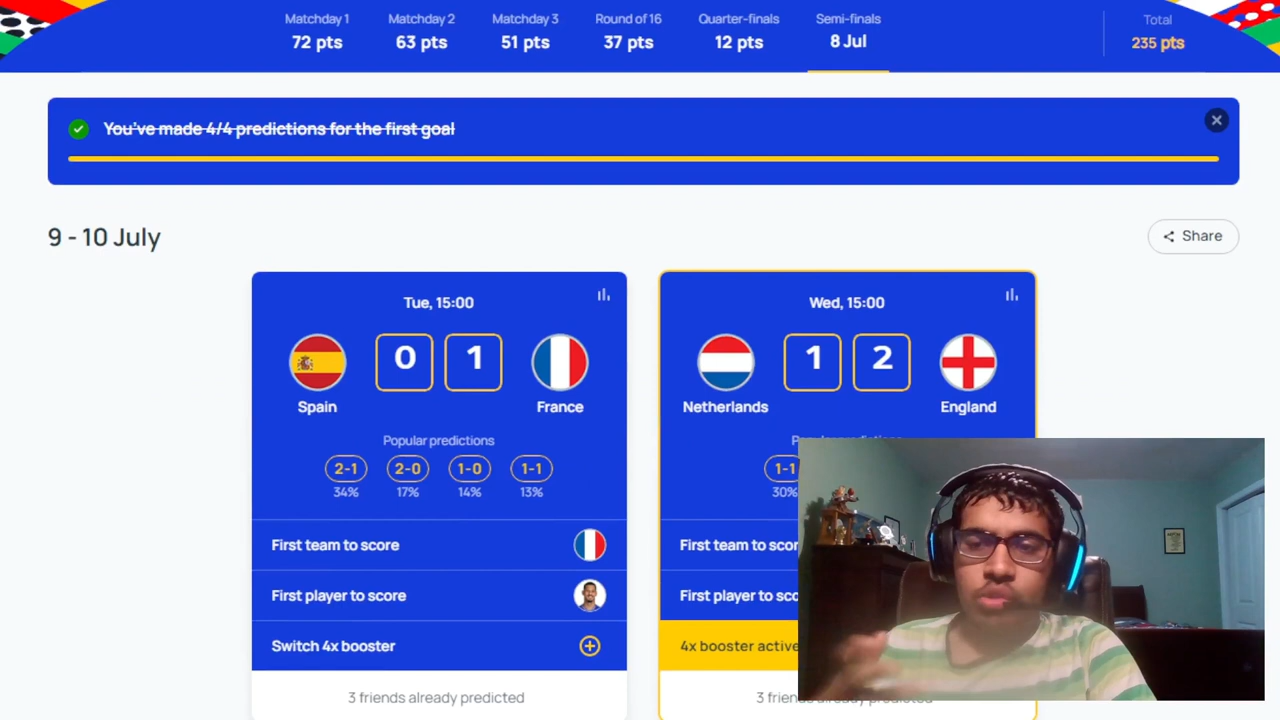 Matchday 1
72 pts
Matchday 2
63 pts
Matchday 3
51 pts
Round of 16
37 pts
Quarter-finals
12 pts
Semi-finals
8 Jul
Total
235 pts
You've made 4/4 predictions for the first goal
9 - 10 July
Share
Tue, 15:00
0 1
Spain France
Popular predictions
2-1 2-0 1-0 1-1
34% 17% 14% 13%
First team to score
First player to score
Switch 4x booster
3 friends already predicted
Wed, 15:00
1 2
Netherlands England
1-1
30%
First team to scor
First player to sco
4x booster active
3 friends already predicted